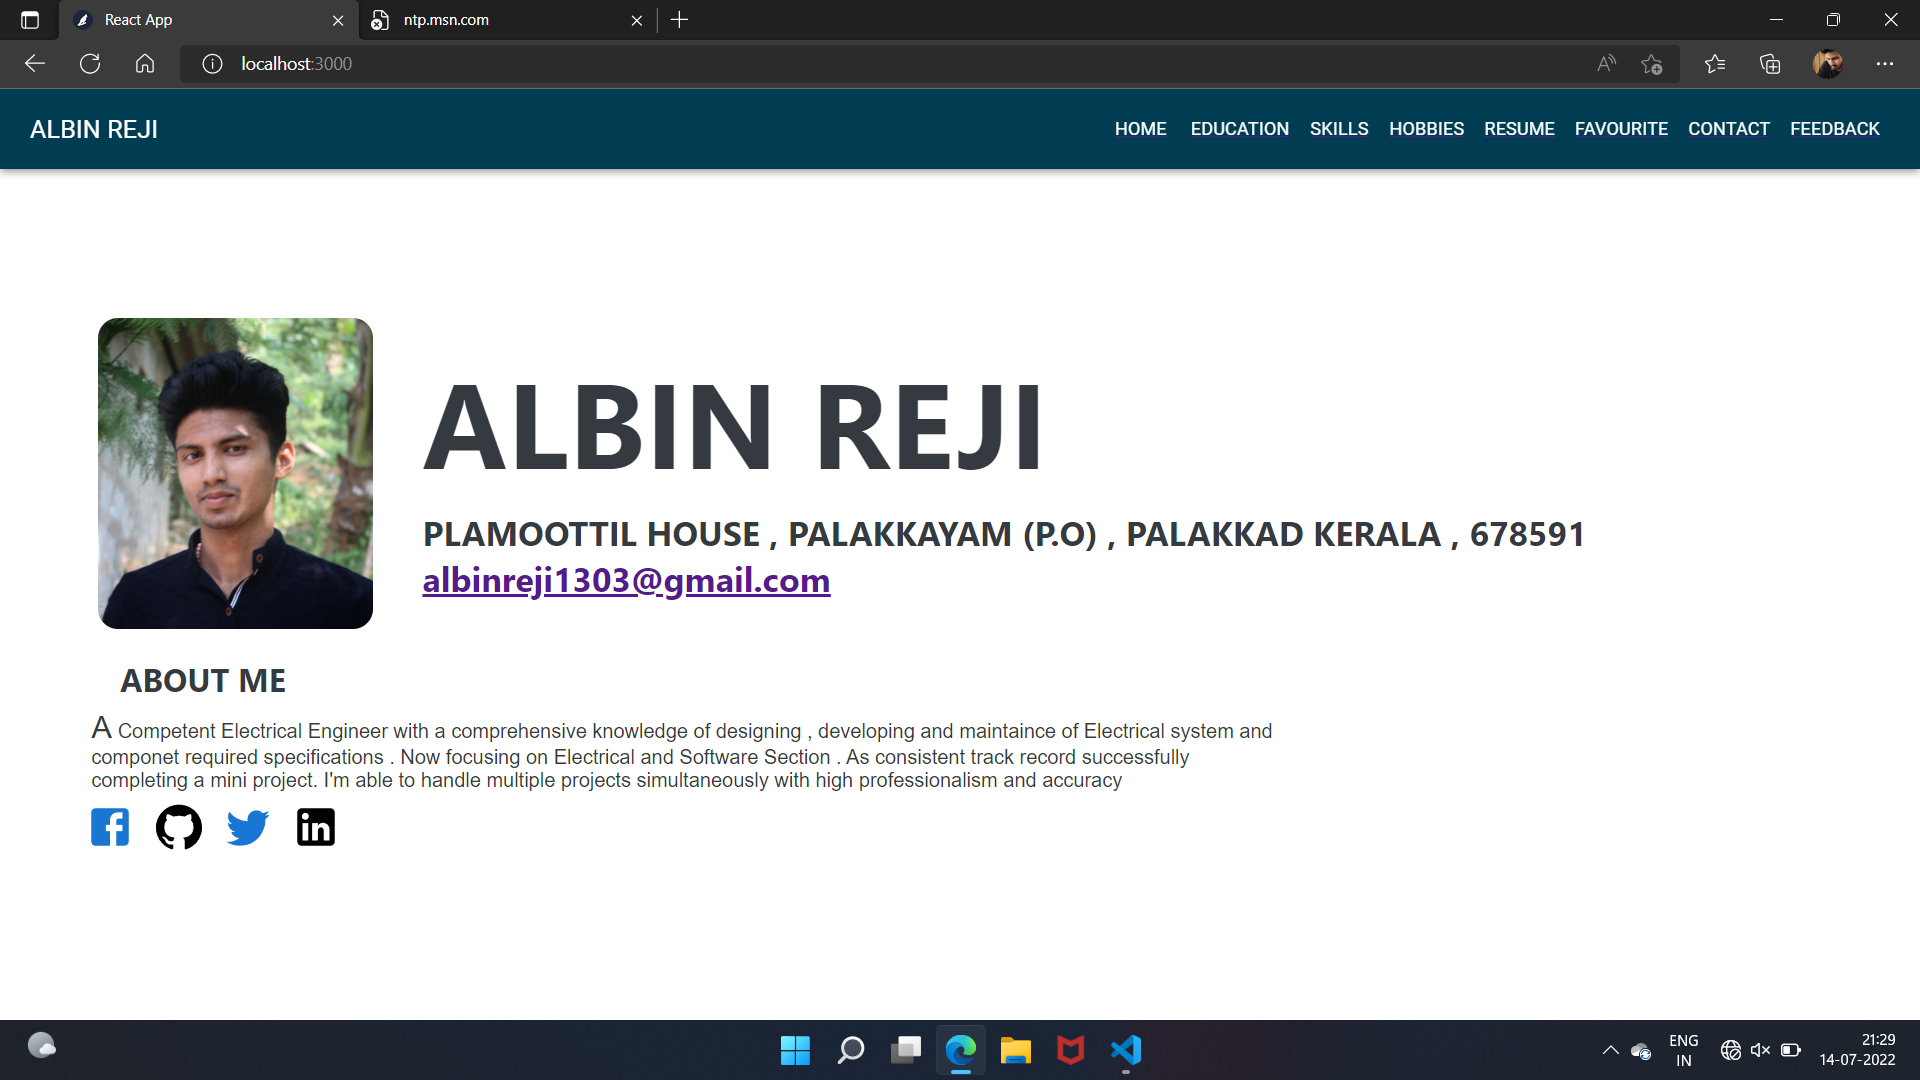 React App
ntp.msn.com
localhost:3000
ALBIN REJI
HOME EDUCATION SKILLS HOBBIES RESUME FAVOURITE CONTACT FEEDBACK
ALBIN REJI
PLAMOOTTIL HOUSE , PALAKKAYAM (P.O) , PALAKKAD KERALA , 678591
albinreji1303@gmail.com
ABOUT ME
A Competent Electrical Engineer with a comprehensive knowledge of designing , developing and maintaince of Electrical system and
componet required specifications . Now focusing on Electrical and Software Section . As consistent track record successfully
completing a mini project. I'm able to handle multiple projects simultaneously with high professionalism and accuracy
ENG
IN
21:29
14-07-2022